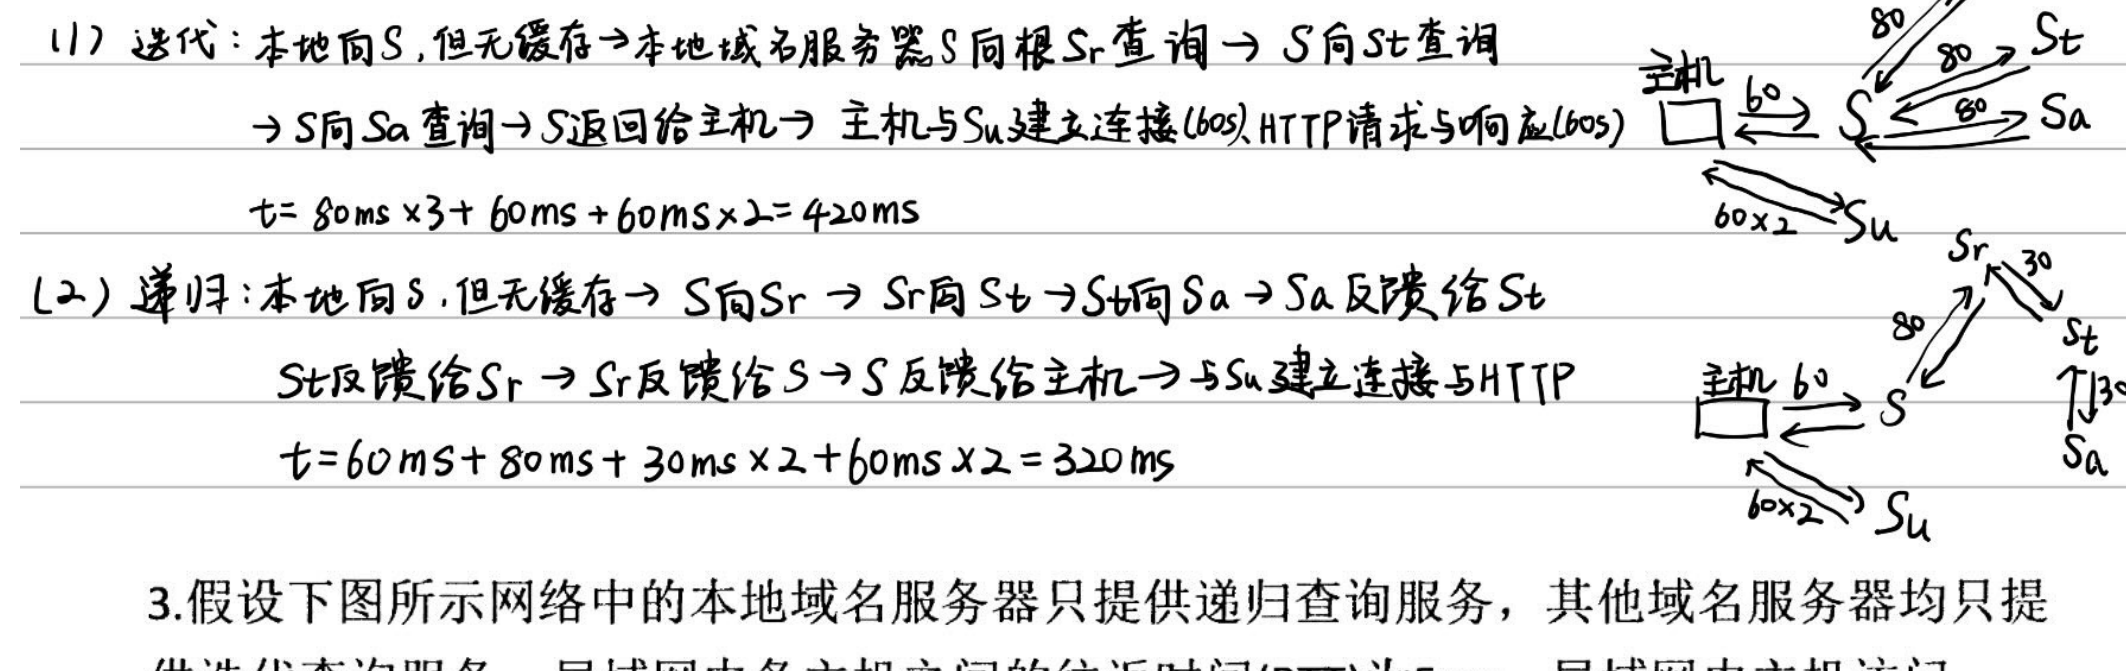 (1) 迭代：本地向S,但无缓存→本地域名服务器S向根Sr查询→ S向St查询
→S向Sa查询→S返回给主机→ 主机与Su建立连接(60s)、HTTP请求与响应(60s)
t= 80ms ×3+ 60ms +60ms×2=420ms
(2) 递归：本地向S,但无缓存→ S向Sr → Sr向St→St向Sa→Sa反馈给St
St反馈给Sr → Sr反馈给S→S反馈给主机→与Su建立连接与HTTP
t=60ms+80ms+30ms×2+60ms×2=320ms
80
80
St
主机
60
S
80
Sa
60×2
Su
Sr
30
80
St
主机
60
S
30
Sa
60×2
Su
3.假设下图所示网络中的本地域名服务器只提供递归查询服务，其他域名服务器均只提